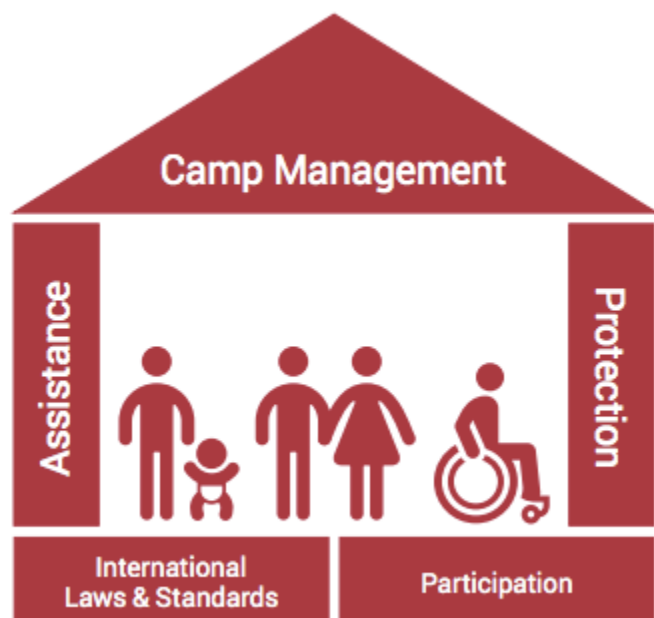 Camp Management
Assistance
Protection
International
Laws & Standards
Participation